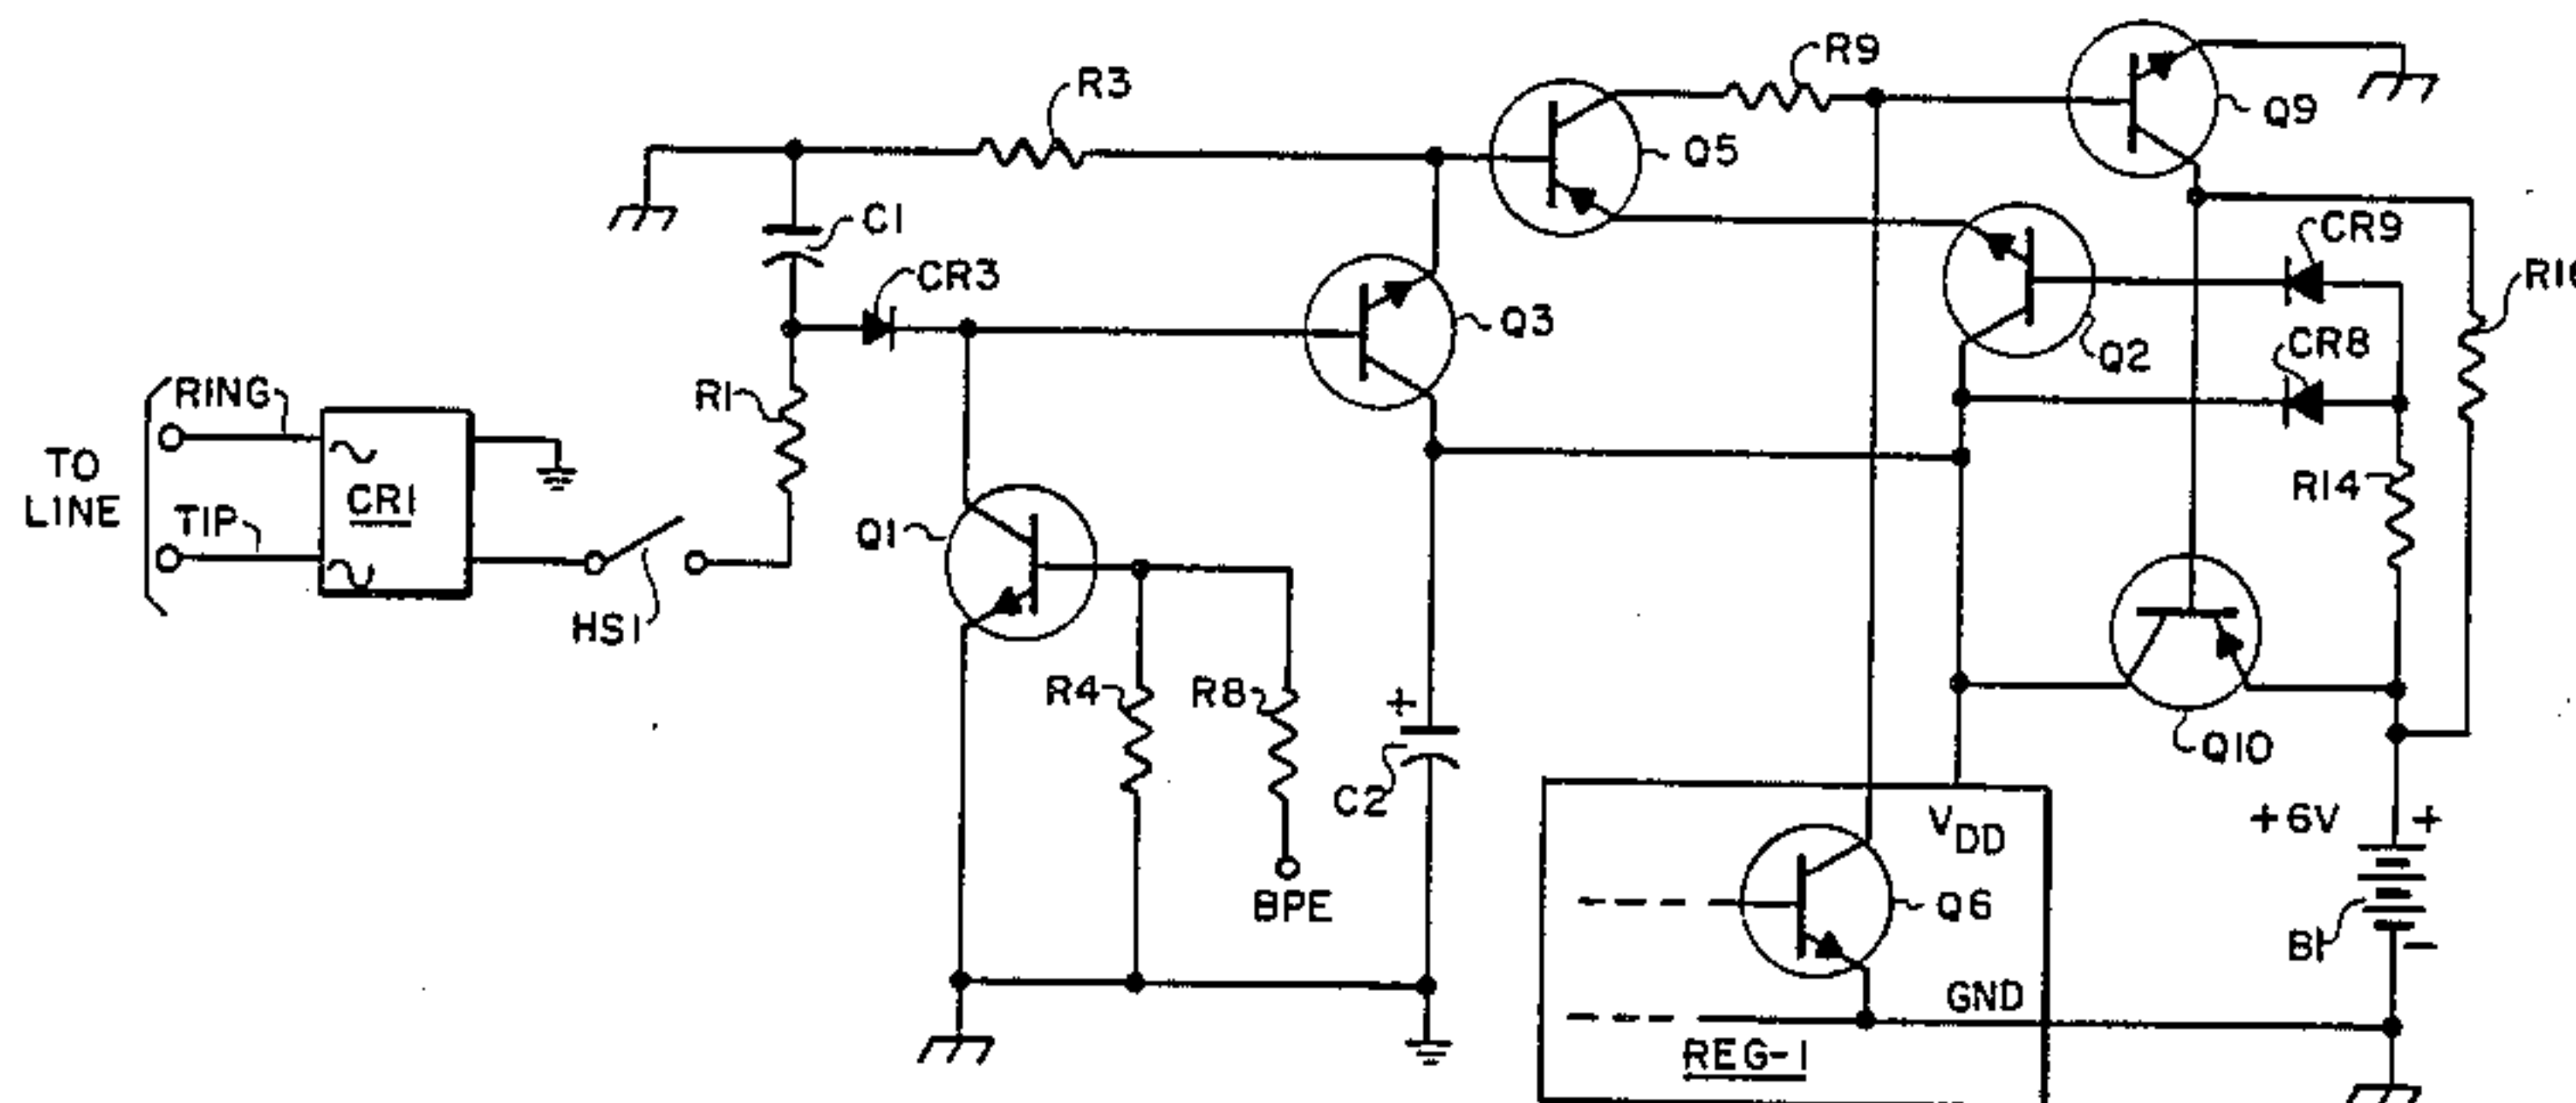 R3
R9
Q9
Q5
C1
CR3
CR9
Q3
Q2
CR8
RING
R1
TO
LINE
CR1
R14
TIP
Q1
HS1
R4
R8
+
C2
Q10
VDD
+6V
+
BPE
Q6
B1
-
GND
REG-1